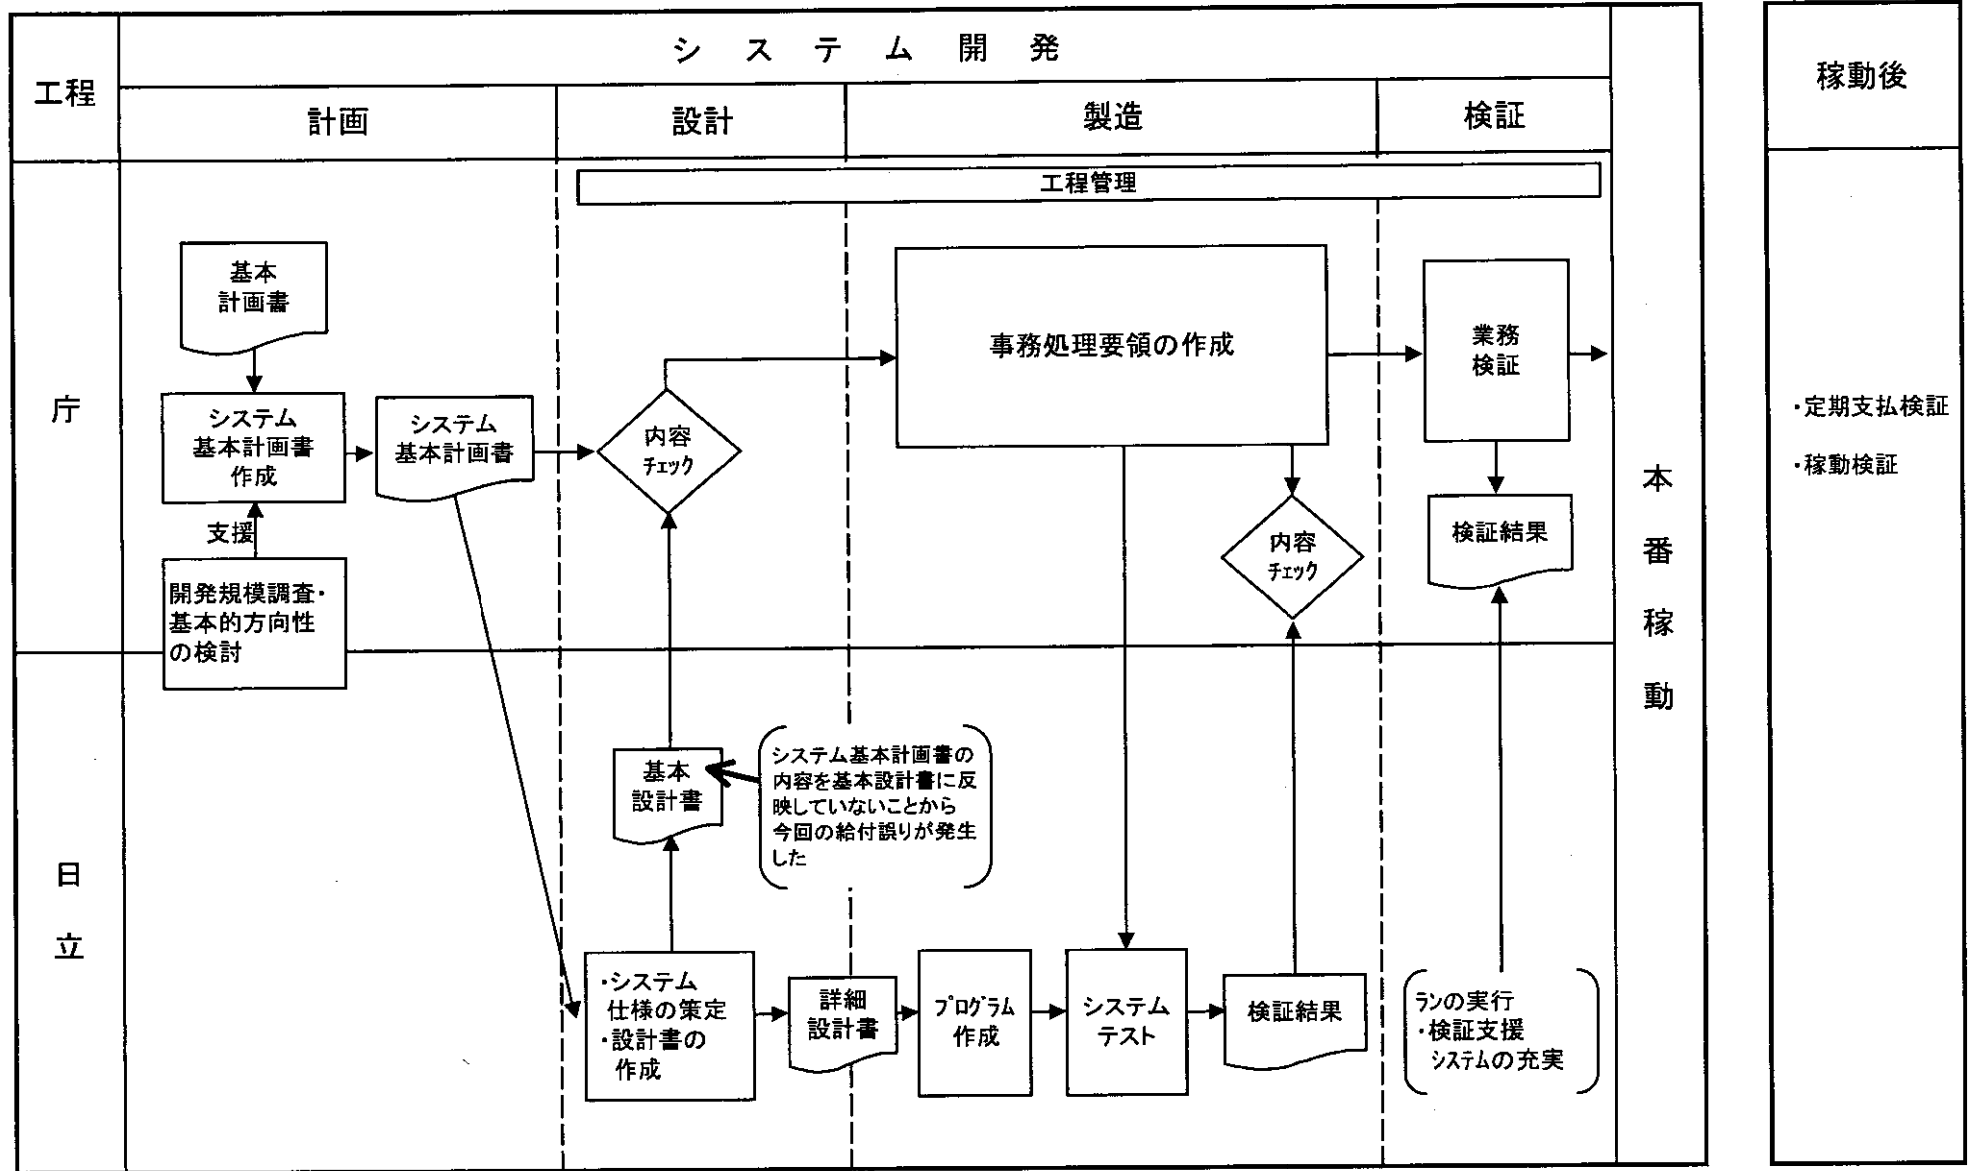 工程
システム開発
計画
設計
製造
検証
本番稼動
稼動後
庁
日立
工程管理
基本
計画書
システム
基本計画書
作成
支援
開発規模調査・
基本的方向性
の検討
システム
基本計画書
内容
チェック
事務処理要領の作成
内容
チェック
業務
検証
検証結果
基本
設計書
システム基本計画書の
内容を基本設計書に反
映していないことから
今回の給付誤りが発生
した
・システム
仕様の策定
・設計書の
作成
詳細
設計書
プログラム
作成
システム
テスト
検証結果
ランの実行
・検証支援
システムの充実
・定期支払検証
・稼動検証